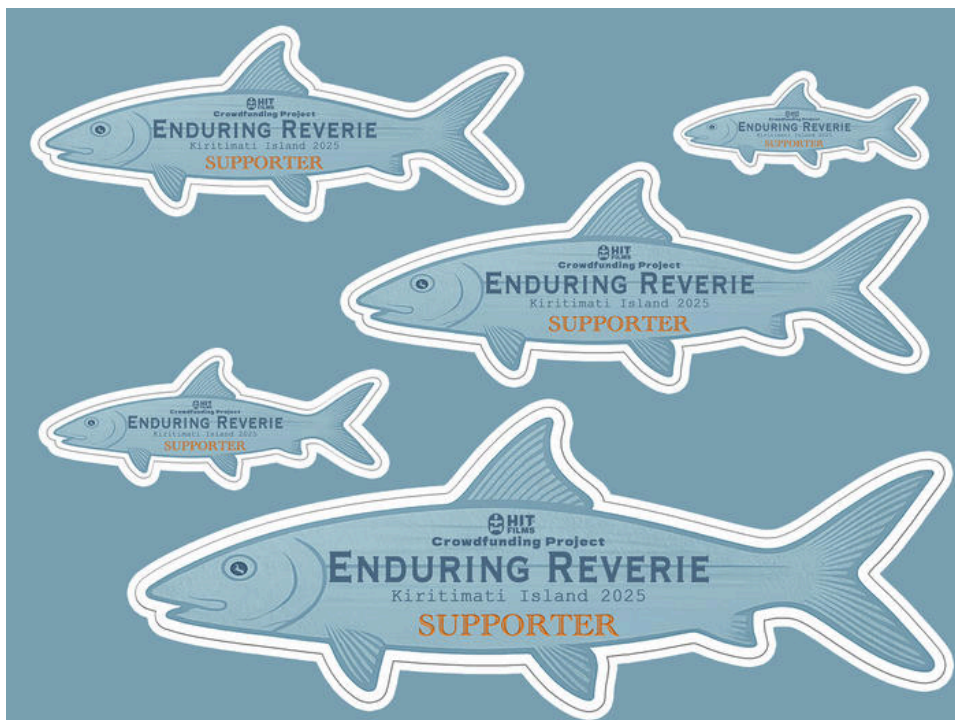 HIT
FILMS
Crowdfunding Project
ENDURING REVERIE
Kiritimati Island 2025
SUPPORTER
HIT
FILMS
Crowdfunding Project
ENDURING REVERIE
Kiritimati Island 2025
SUPPORTER
HIT
FILMS
Crowdfunding Project
ENDURING REVERIE
Kiritimati Island 2025
SUPPORTER
HIT
FILMS
Crowdfunding Project
ENDURING REVERIE
Kiritimati Island 2025
SUPPORTER
HIT
FILMS
Crowdfunding Project
ENDURING REVERIE
Kiritimati Island 2025
SUPPORTER